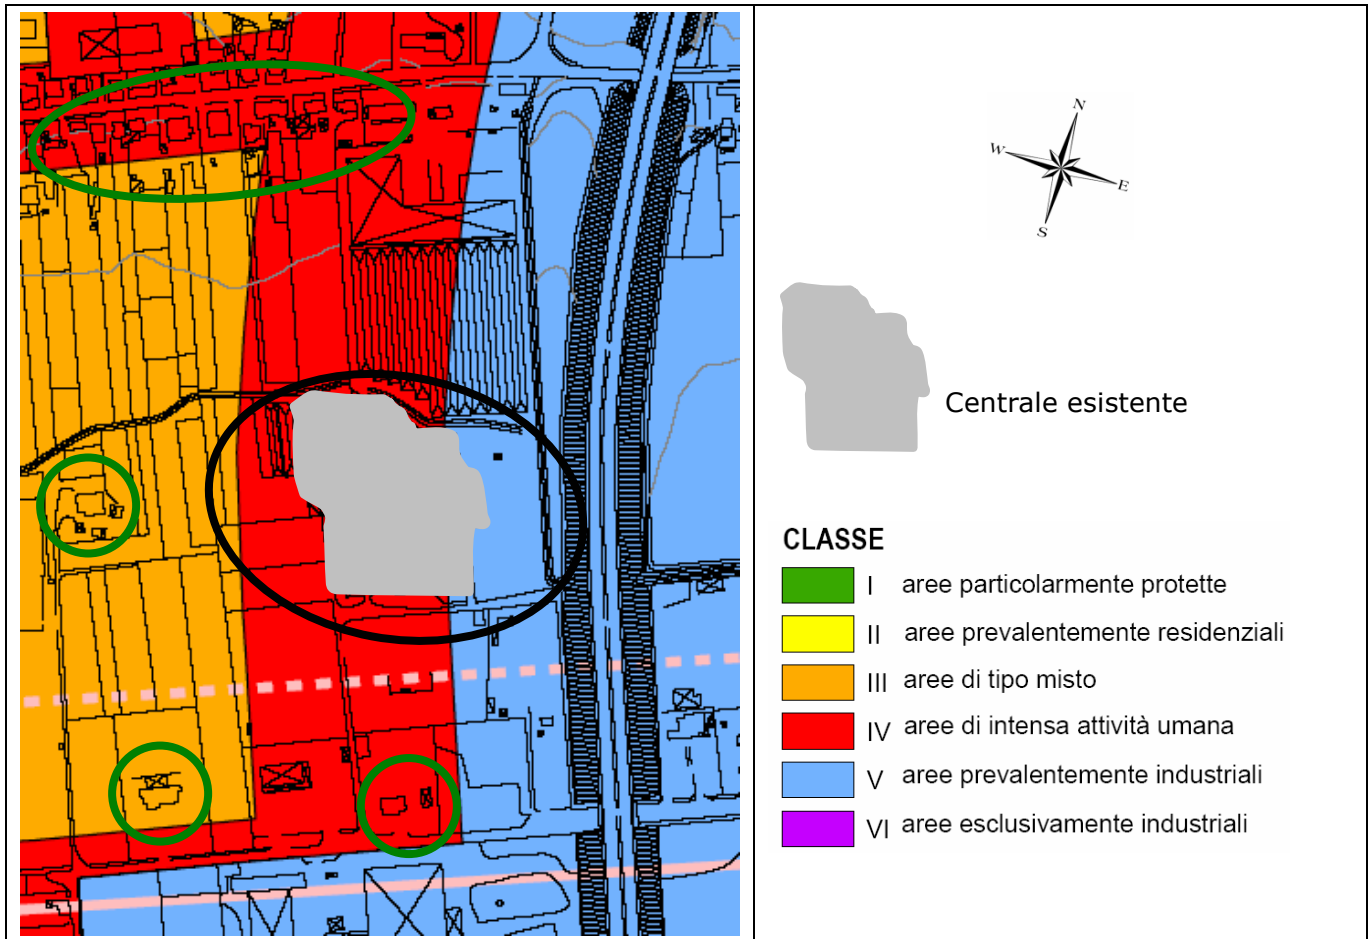 N
W
E
S
Centrale esistente
CLASSE
I aree particolarmente protette
II aree prevalentemente residenziali
III aree di tipo misto
IV aree di intensa attività umana
V aree prevalentemente industriali
VI aree esclusivamente industriali